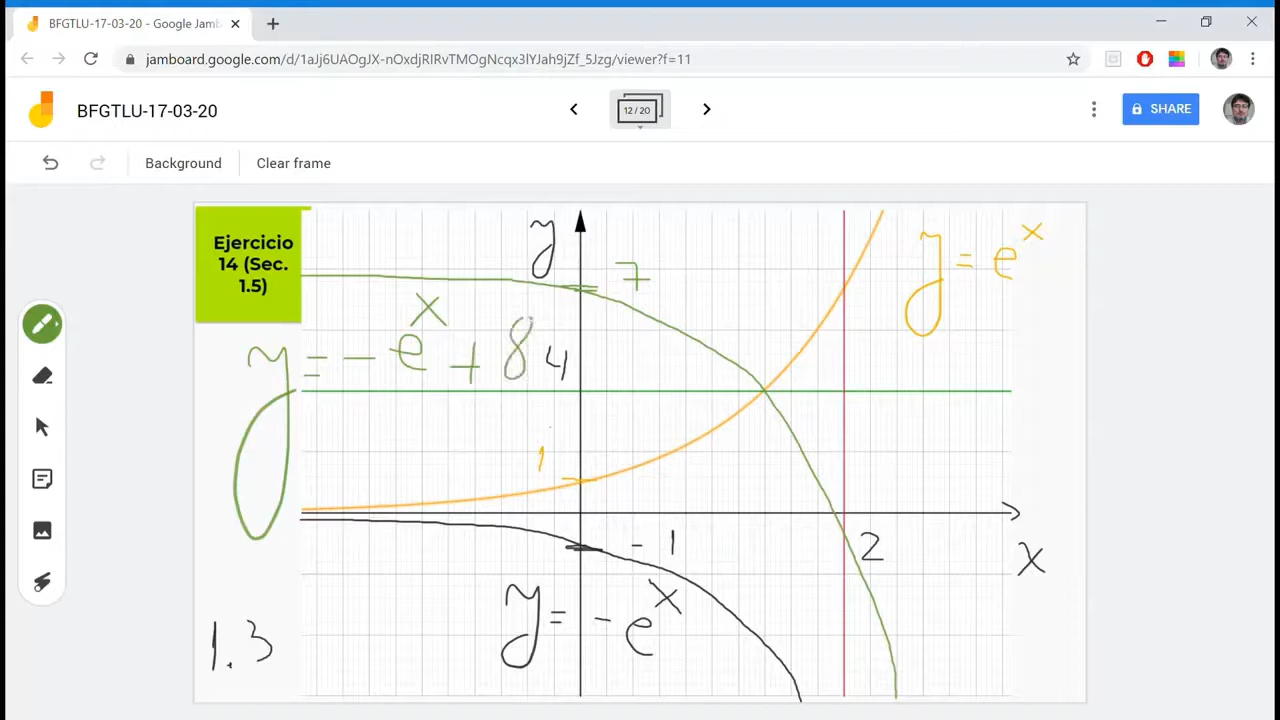 BFGTLU-17-03-20 - Google Jamb
jamboard.google.com/d/1aJj6UAOgJX-nOxdjRIRvTMOgNcqx3lYJah9jZf_5Jzg/viewer?f=11
BFGTLU-17-03-20
12 / 20
SHARE
Background
Clear frame
Ejercicio
14 (Sec.
1.5)
y
7
y = e^x
y = - e^x + 8
4
1
- 1
2
x
y = - e^x
1.3